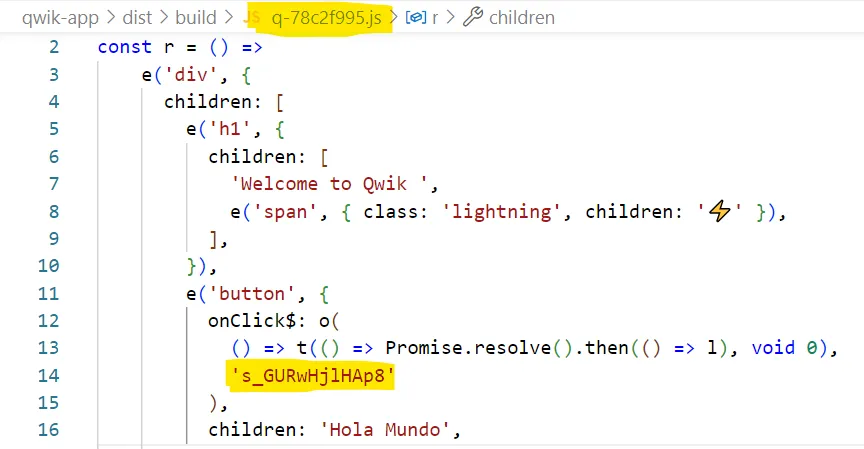 qwik-app > dist > build > JS q-78c2f995.js > r > children
2 const r = () =>
3 e('div', {
4 children: [
5 e('h1', {
6 children: [
7 'Welcome to Qwik ',
8 e('span', { class: 'lightning', children: '⚡' }),
9 ],
10 }),
11 e('button', {
12 onClick$: o(
13 () => t(() => Promise.resolve().then(() => l), void 0),
14 's_GURwHjlHAp8'
15 ),
16 children: 'Hola Mundo',